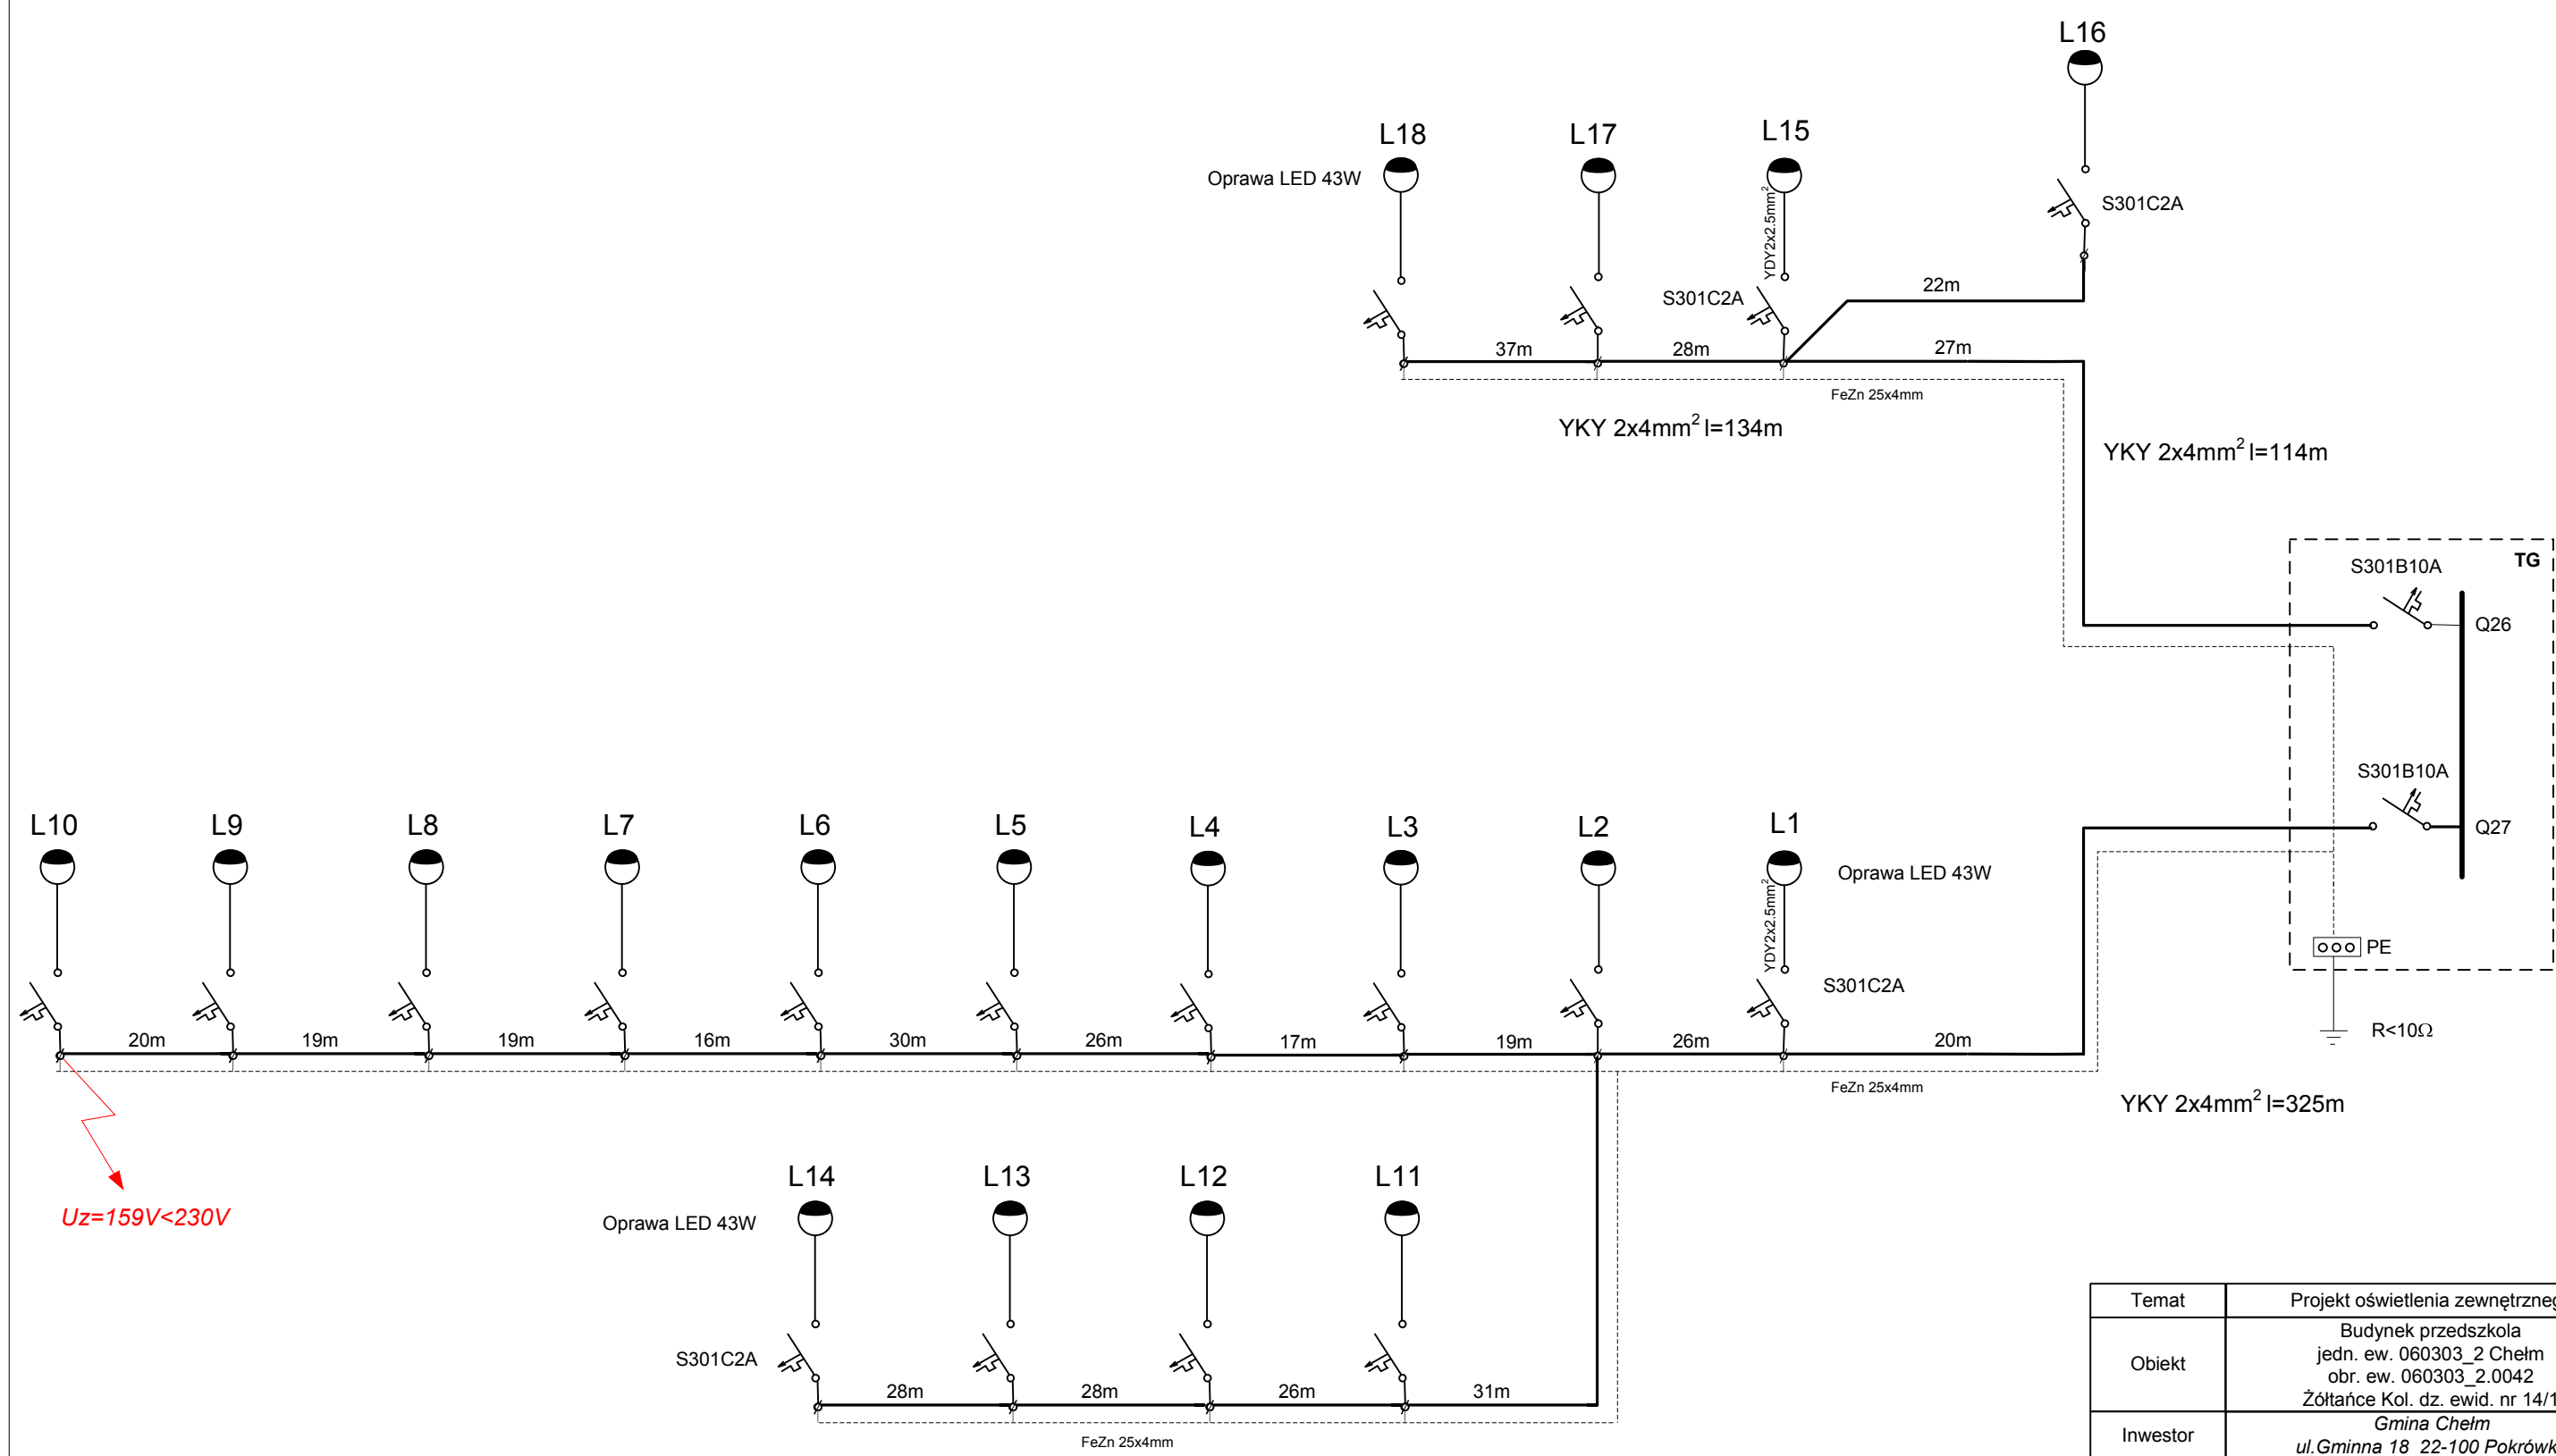 L16
L18
L17
L15
Oprawa LED 43W
YDY2x2.5mm²
S301C2A
S301C2A
22m
37m
28m
27m
FeZn 25x4mm
YKY 2x4mm² l=134m
YKY 2x4mm² l=114m
TG
S301B10A
Q26
S301B10A
Q27
PE
R<10Ω
L10
L9
L8
L7
L6
L5
L4
L3
L2
L1
Oprawa LED 43W
YDY2x2.5mm²
S301C2A
20m
19m
19m
16m
30m
26m
17m
19m
26m
20m
FeZn 25x4mm
YKY 2x4mm² l=325m
Uz=159V<230V
L14
L13
L12
L11
Oprawa LED 43W
S301C2A
28m
28m
26m
31m
FeZn 25x4mm
Temat
Projekt oświetlenia zewnętrzneg
Obiekt
Budynek przedszkola
jedn. ew. 060303_2 Chełm
obr. ew. 060303_2.0042
Żółtańce Kol. dz. ewid. nr 14/1
Inwestor
Gmina Chełm
ul.Gminna 18 22-100 Pokrówk